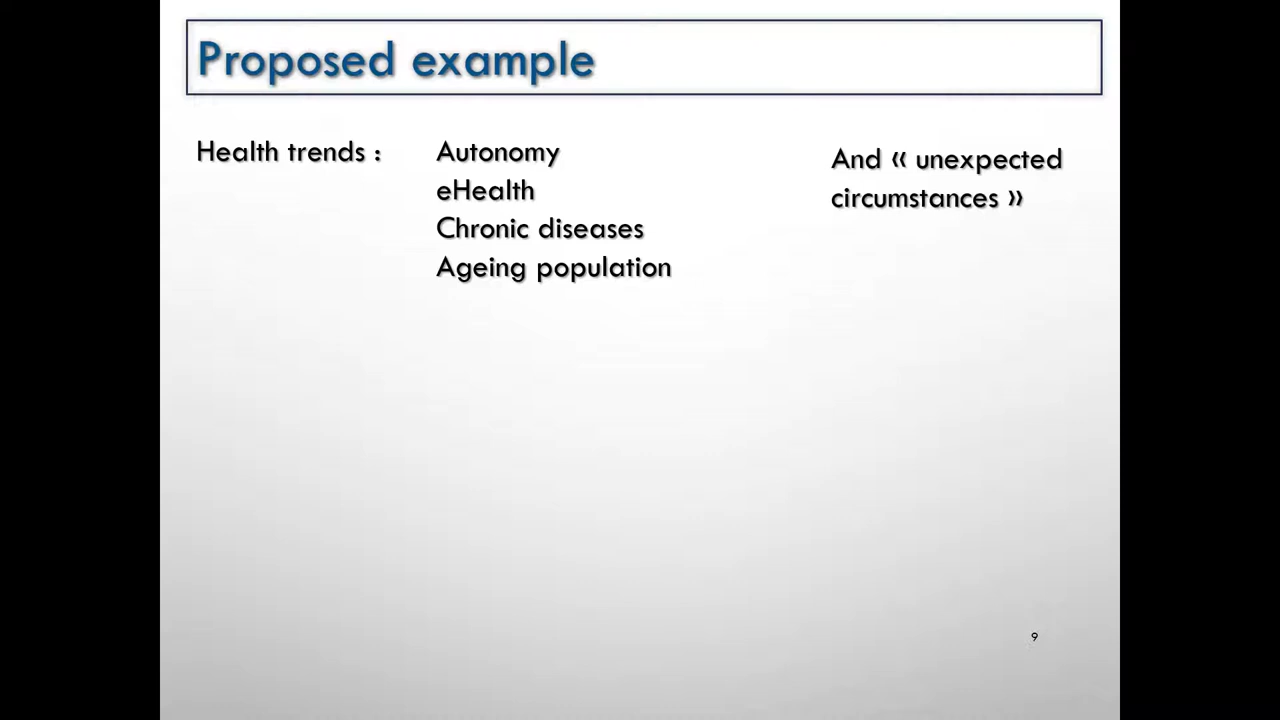 Proposed example
Health trends :
Autonomy
eHealth
Chronic diseases
Ageing population
And « unexpected
circumstances »
9